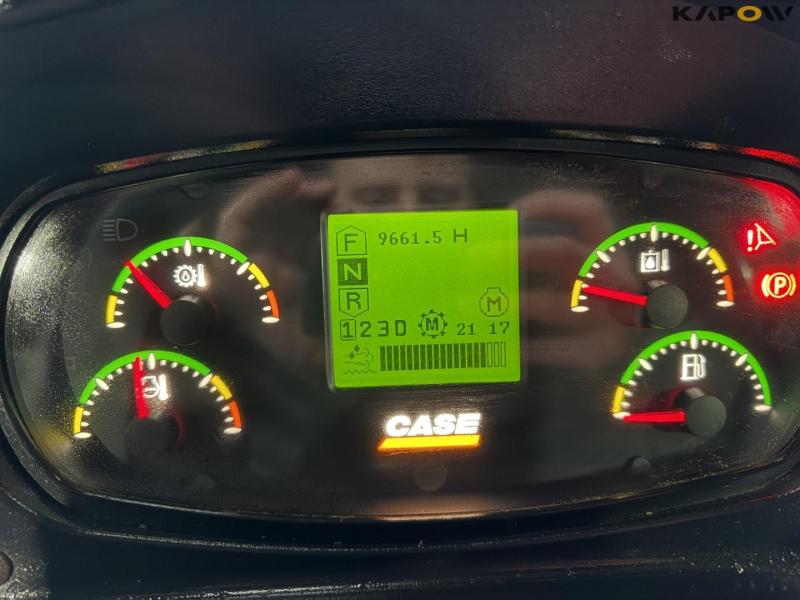 KAPOW
F 9661.5 H
N
R M
1 2 3 D M 21 17
CASE
! P